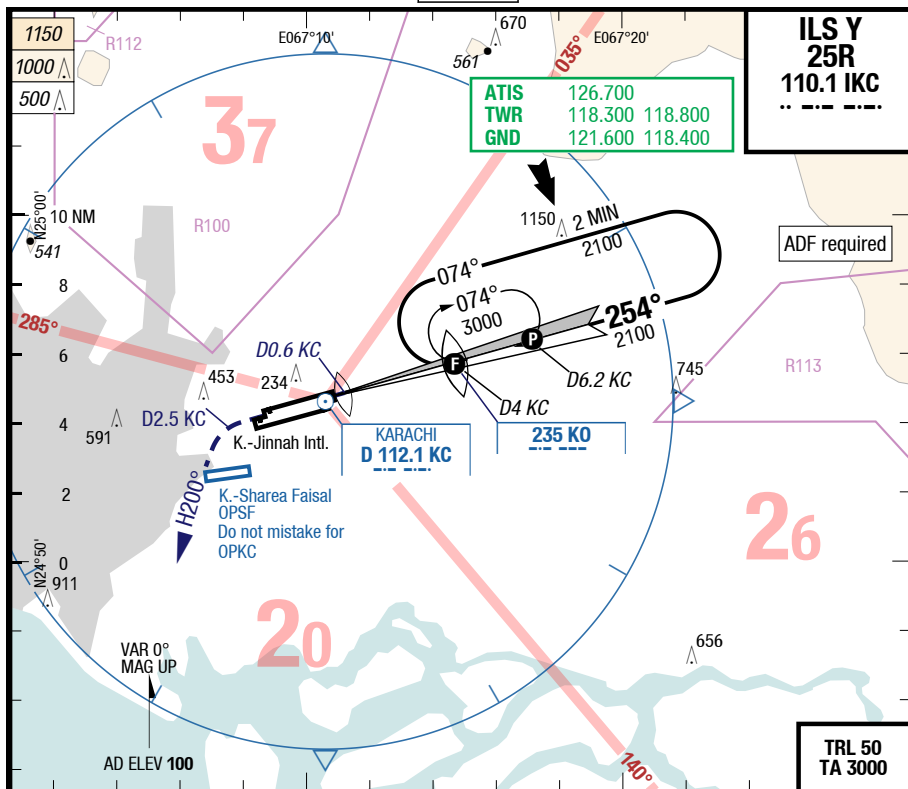 1150
1000
500
R112
E067°10'
670
561
035°
E067°20'
ILS Y
25R
110.1 IKC
ATIS 126.700
TWR 118.300 118.800
GND 121.600 118.400
37
N25°00'
10 NM
541
R100
1150
2 MIN
2100
ADF required
8
074°
074°
3000
254°
2100
285°
6
D0.6 KC
F
P
D6.2 KC
R113
453
234
745
D4 KC
D2.5 KC
4
591
K.-Jinnah Intl.
KARACHI
D 112.1 KC
235 KO
2
H200°
K.-Sharea Faisal
OPSF
Do not mistake for
OPKC
26
N24°50'
0
911
20
656
VAR 0°
MAG UP
AD ELEV 100
140°
TRL 50
TA 3000